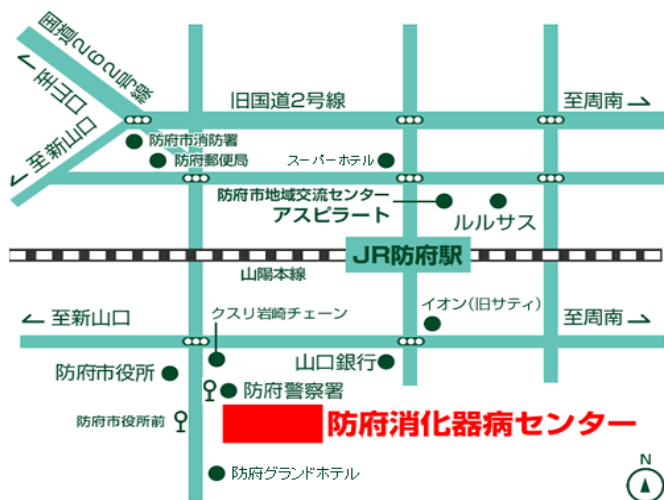 国道262号線
至山口
至新山口
旧国道2号線
至周南
防府市消防署
防府郵便局
スーパーホテル
防府市地域交流センター
アスピラート
ルルサス
JR防府駅
山陽本線
至新山口
クスリ岩崎チェーン
イオン(旧サティ)
至周南
防府市役所
山口銀行
防府警察署
防府市役所前
防府消化器病センター
防府グランドホテル
N